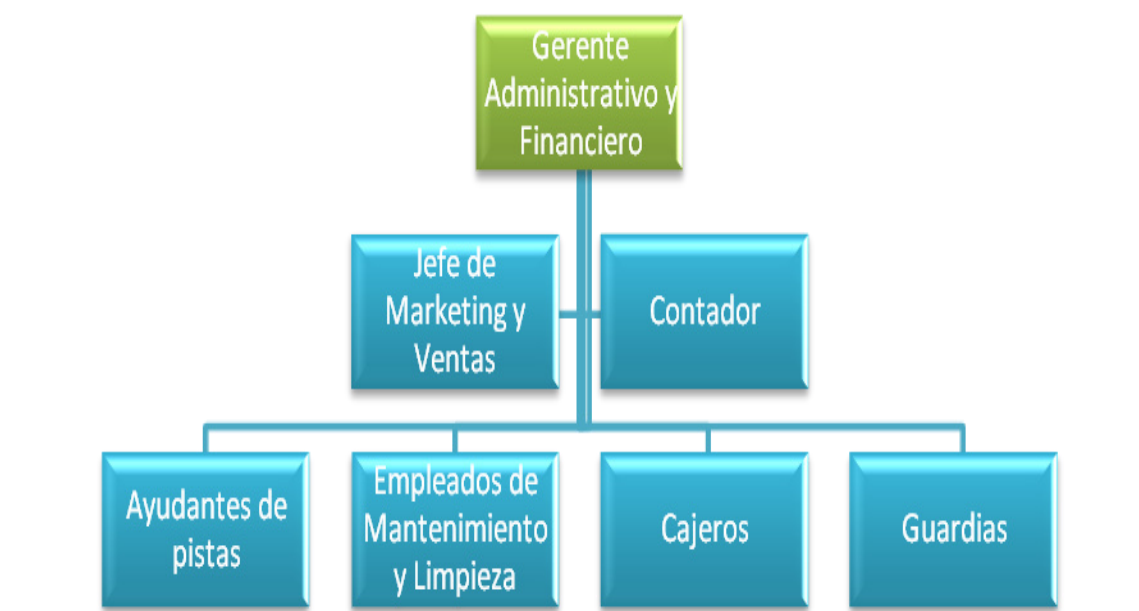 Gerente
Administrativo y
Financiero
Jefe de
Marketing y
Ventas
Contador
Ayudantes de
pistas
Empleados de
Mantenimiento
y Limpieza
Cajeros
Guardias